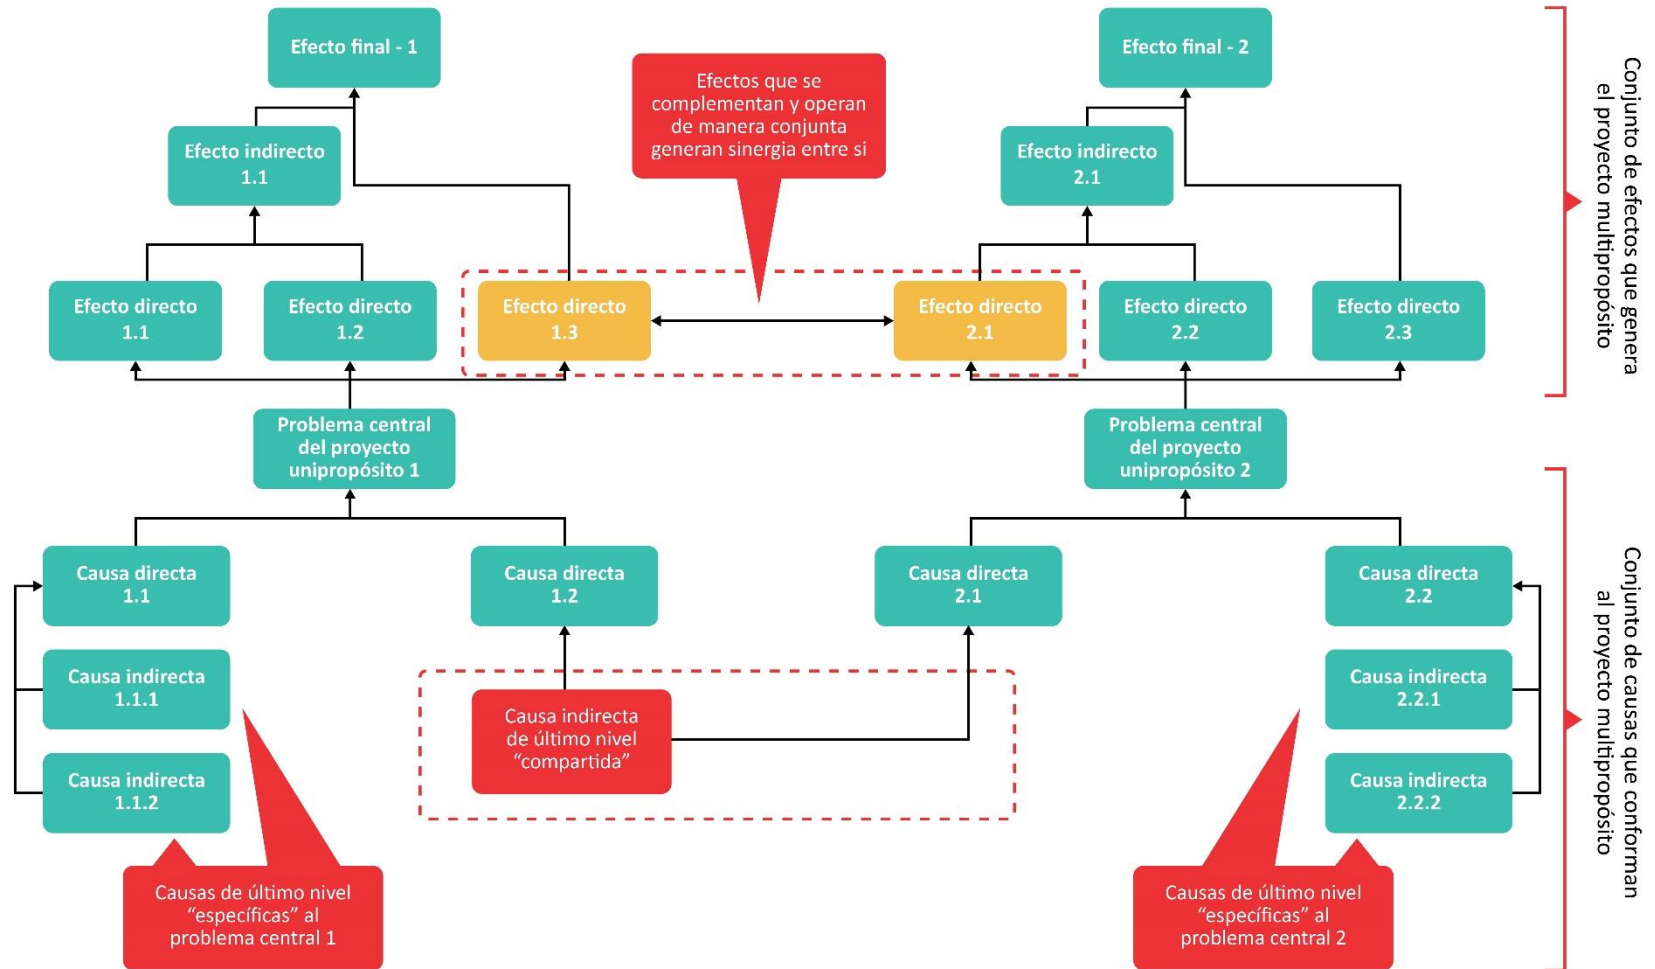 Efecto final - 1
Efecto final - 2
Efectos que se
complementan y operan
de manera conjunta
generan sinergia entre si
Efecto indirecto
1.1
Efecto indirecto
2.1
Efecto directo
1.1
Efecto directo
1.2
Efecto directo
1.3
Efecto directo
2.1
Efecto directo
2.2
Efecto directo
2.3
Conjunto de efectos que genera
el proyecto multipropósito
Problema central
del proyecto
unipropósito 1
Problema central
del proyecto
unipropósito 2
Causa directa
1.1
Causa directa
1.2
Causa directa
2.1
Causa directa
2.2
Causa indirecta
1.1.1
Causa indirecta
de último nivel
“compartida”
Causa indirecta
2.2.1
Causa indirecta
1.1.2
Causa indirecta
2.2.2
Causas de último nivel
“específicas” al
problema central 1
Causas de último nivel
“específicas” al
problema central 2
Conjunto de causas que conforman
al proyecto multipropósito